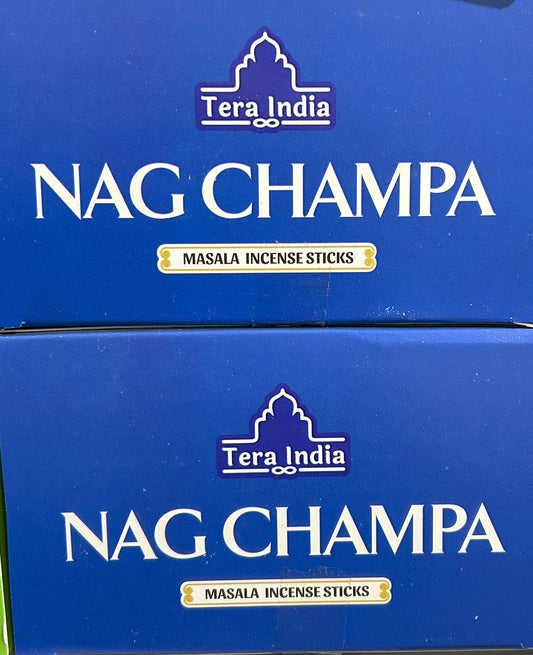 Tera India
NAG CHAMPA
MASALA INCENSE STICKS
Tera India
NAG CHAMPA
MASALA INCENSE STICKS